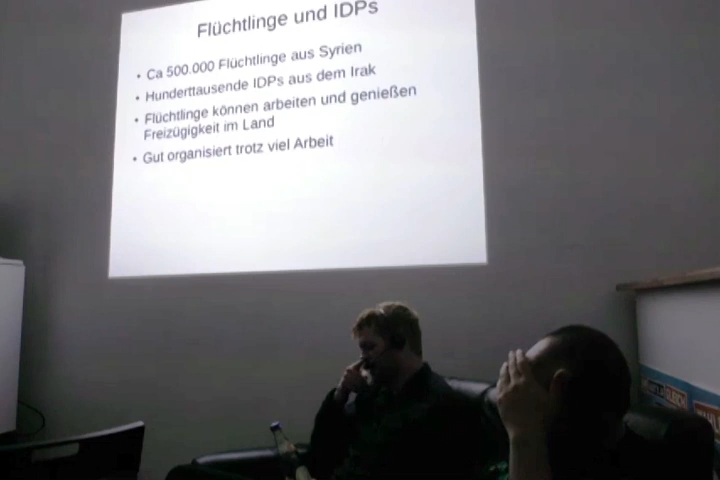 Flüchtlinge und IDPs
• Ca 500.000 Flüchtlinge aus Syrien
• Hunderttausende IDPs aus dem Irak
• Flüchtlinge können arbeiten und genießen
Freizügigkeit im Land
• Gut organisiert trotz viel Arbeit